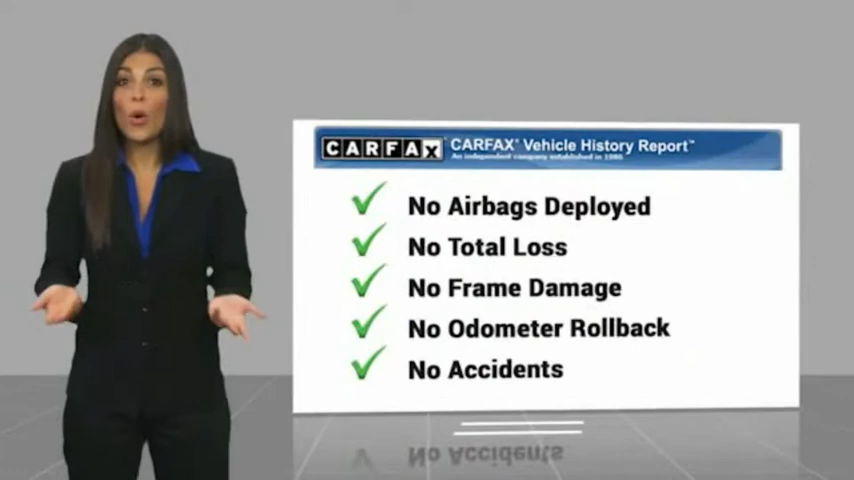 CARFAX CARFAX® Vehicle History Report™
An independent company established in 1986
No Airbags Deployed
No Total Loss
No Frame Damage
No Odometer Rollback
No Accidents
No Accidents